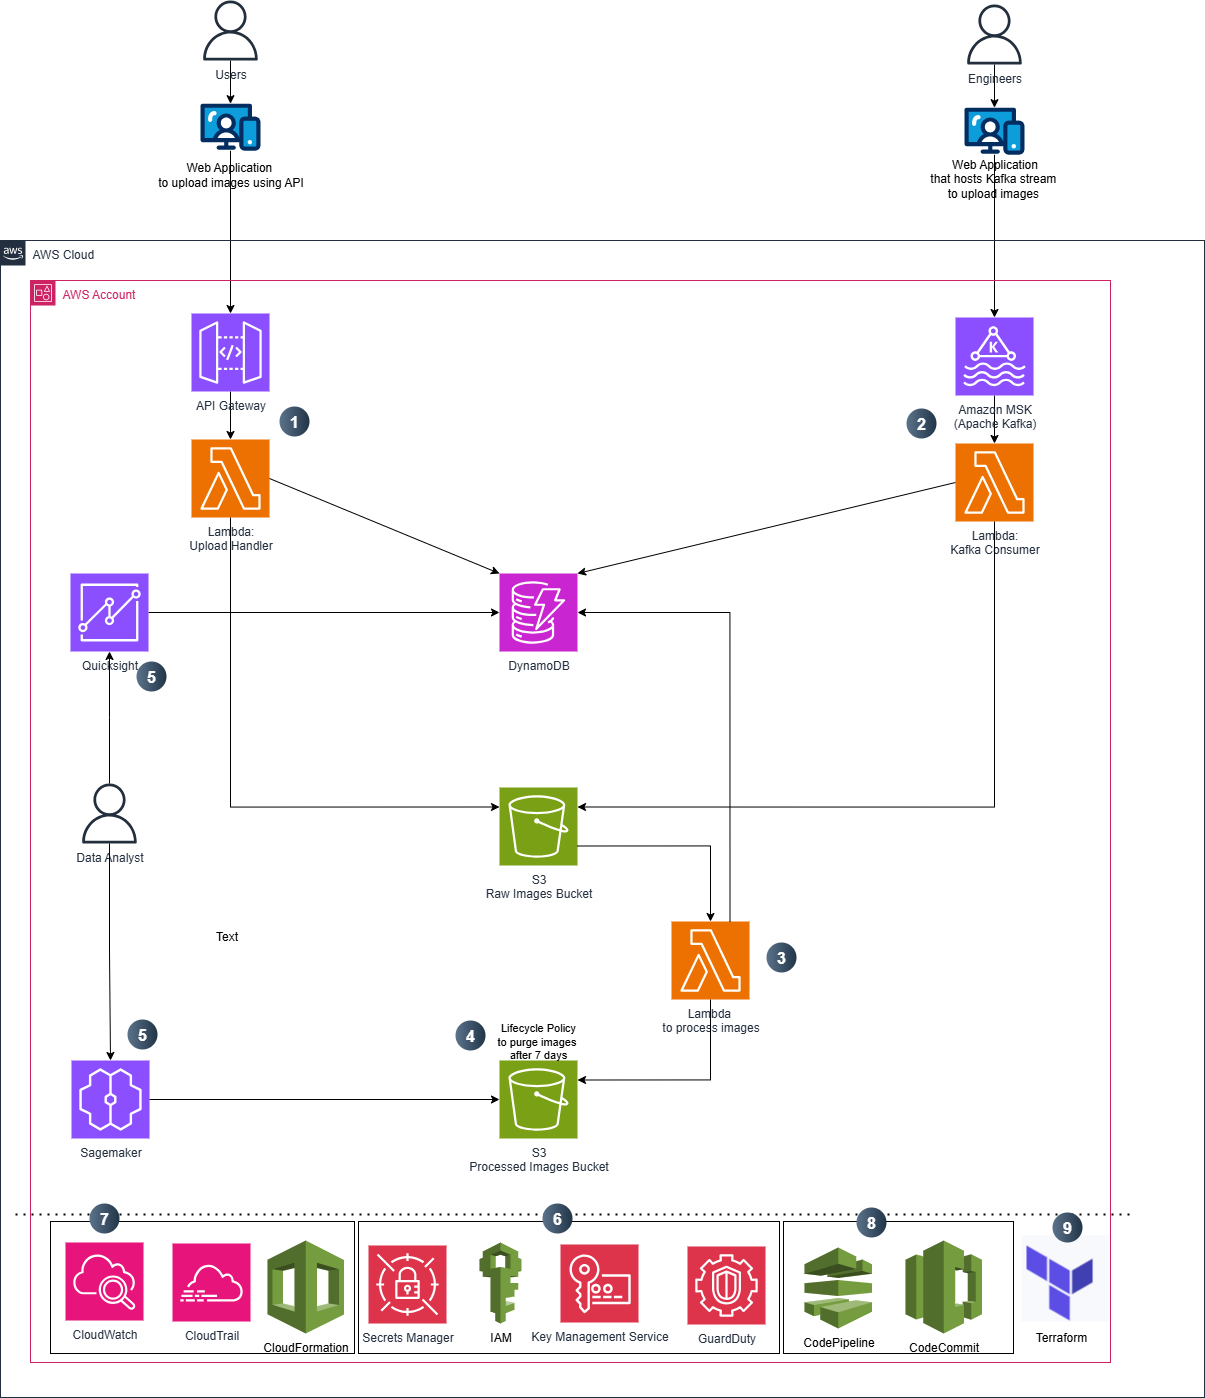 Users
Engineers
Web Application
to upload images using API
Web Application
that hosts Kafka stream
to upload images
aws
AWS Cloud
AWS Account
</>
K
API Gateway
1
Amazon MSK
(Apache Kafka)
2
Lambda:
Upload Handler
Lambda:
Kafka Consumer
Quicksight
5
DynamoDB
Data Analyst
S3
Raw Images Bucket
Text
3
Lambda
to process images
5
4
Lifecycle Policy
to purge images
after 7 days
Sagemaker
S3
Processed Images Bucket
7
6
8
9
CloudWatch
CloudTrail
CloudFormation
Secrets Manager
IAM
Key Management Service
GuardDuty
CodePipeline
CodeCommit
Terraform